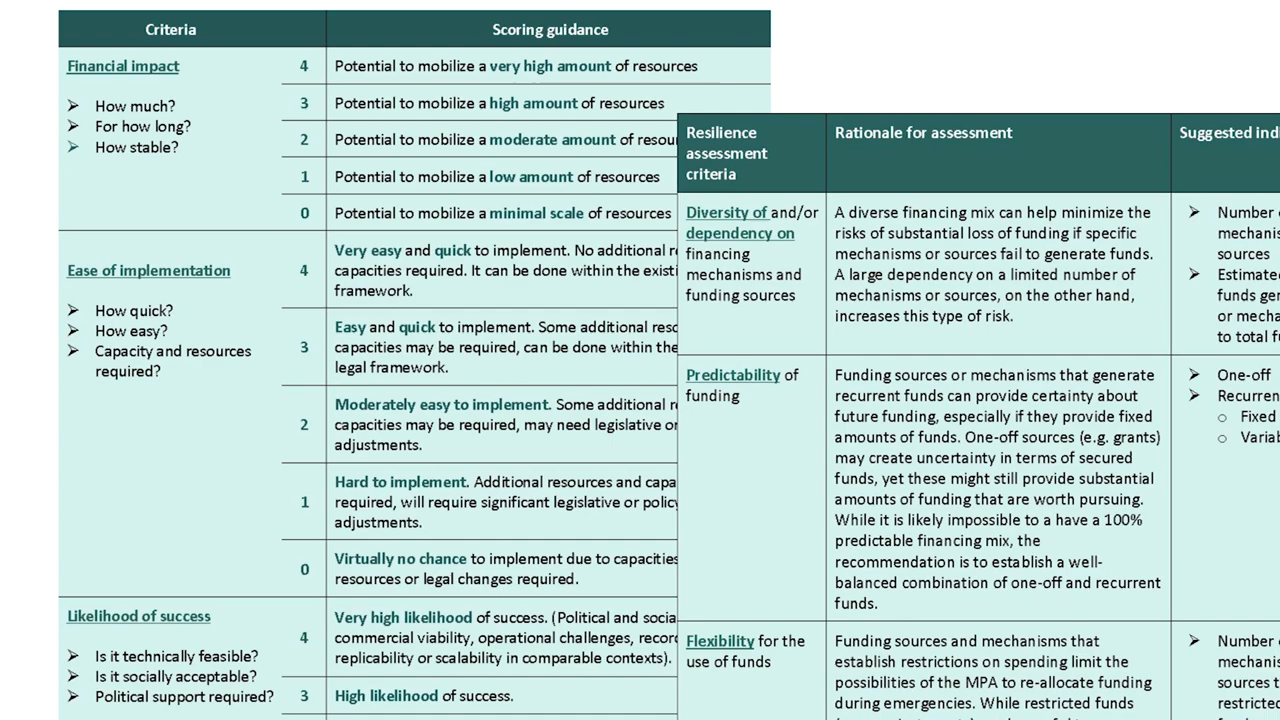 Criteria
Scoring guidance
Financial impact
➢ How much?
➢ For how long?
➢ How stable?
4
Potential to mobilize a very high amount of resources
3
Potential to mobilize a high amount of resources
2
Potential to mobilize a moderate amount of
1
Potential to mobilize a low amount of resources
0
Potential to mobilize a minimal scale of resources
Ease of implementation
➢ How quick?
➢ How easy?
➢ Capacity and resources
required?
4
Very easy and quick to implement. No additional
capacities required. It can be done within the
framework.
3
Easy and quick to implement. Some additional
capacities may be required, can be done within the
legal framework.
2
Moderately easy to implement. Some additional
capacities may be required, may need legislative or
adjustments.
1
Hard to implement. Additional resources and
required, will require significant legislative or policy
adjustments.
0
Virtually no chance to implement due to capacities
resources or legal changes required.
Likelihood of success
➢ Is it technically feasible?
➢ Is it socially acceptable?
➢ Political support required?
4
Very high likelihood of success. (Political and
commercial viability, operational challenges,
replicability or scalability in comparable contexts).
3
High likelihood of success.
Resilience
assessment
criteria
Rationale for assessment
Suggested
Diversity of and/or
dependency on
financing
mechanisms and
funding sources
A diverse financing mix can help minimize the
risks of substantial loss of funding if specific
mechanisms or sources fail to generate funds.
A large dependency on a limited number of
mechanisms or sources, on the other hand,
increases this type of risk.
➢ Number
sources
➢
funds
or
to total
Predictability of
funding
Funding sources or mechanisms that generate
recurrent funds can provide certainty about
future funding, especially if they provide fixed
amounts of funds. One-off sources (e.g. grants)
may create uncertainty in terms of secured
funds, yet these might still provide substantial
amounts of funding that are worth pursuing.
While it is likely impossible to a have a 100%
predictable financing mix, the
recommendation is to establish a well-
balanced combination of one-off and recurrent
funds.
➢ One-off
➢ Recurren
o Fixed
o
Flexibility for the
use of funds
Funding sources and mechanisms that
establish restrictions on spending limit the
possibilities of the MPA to re-allocate funding
during emergencies. While restricted funds
➢ Number
sources
restricted